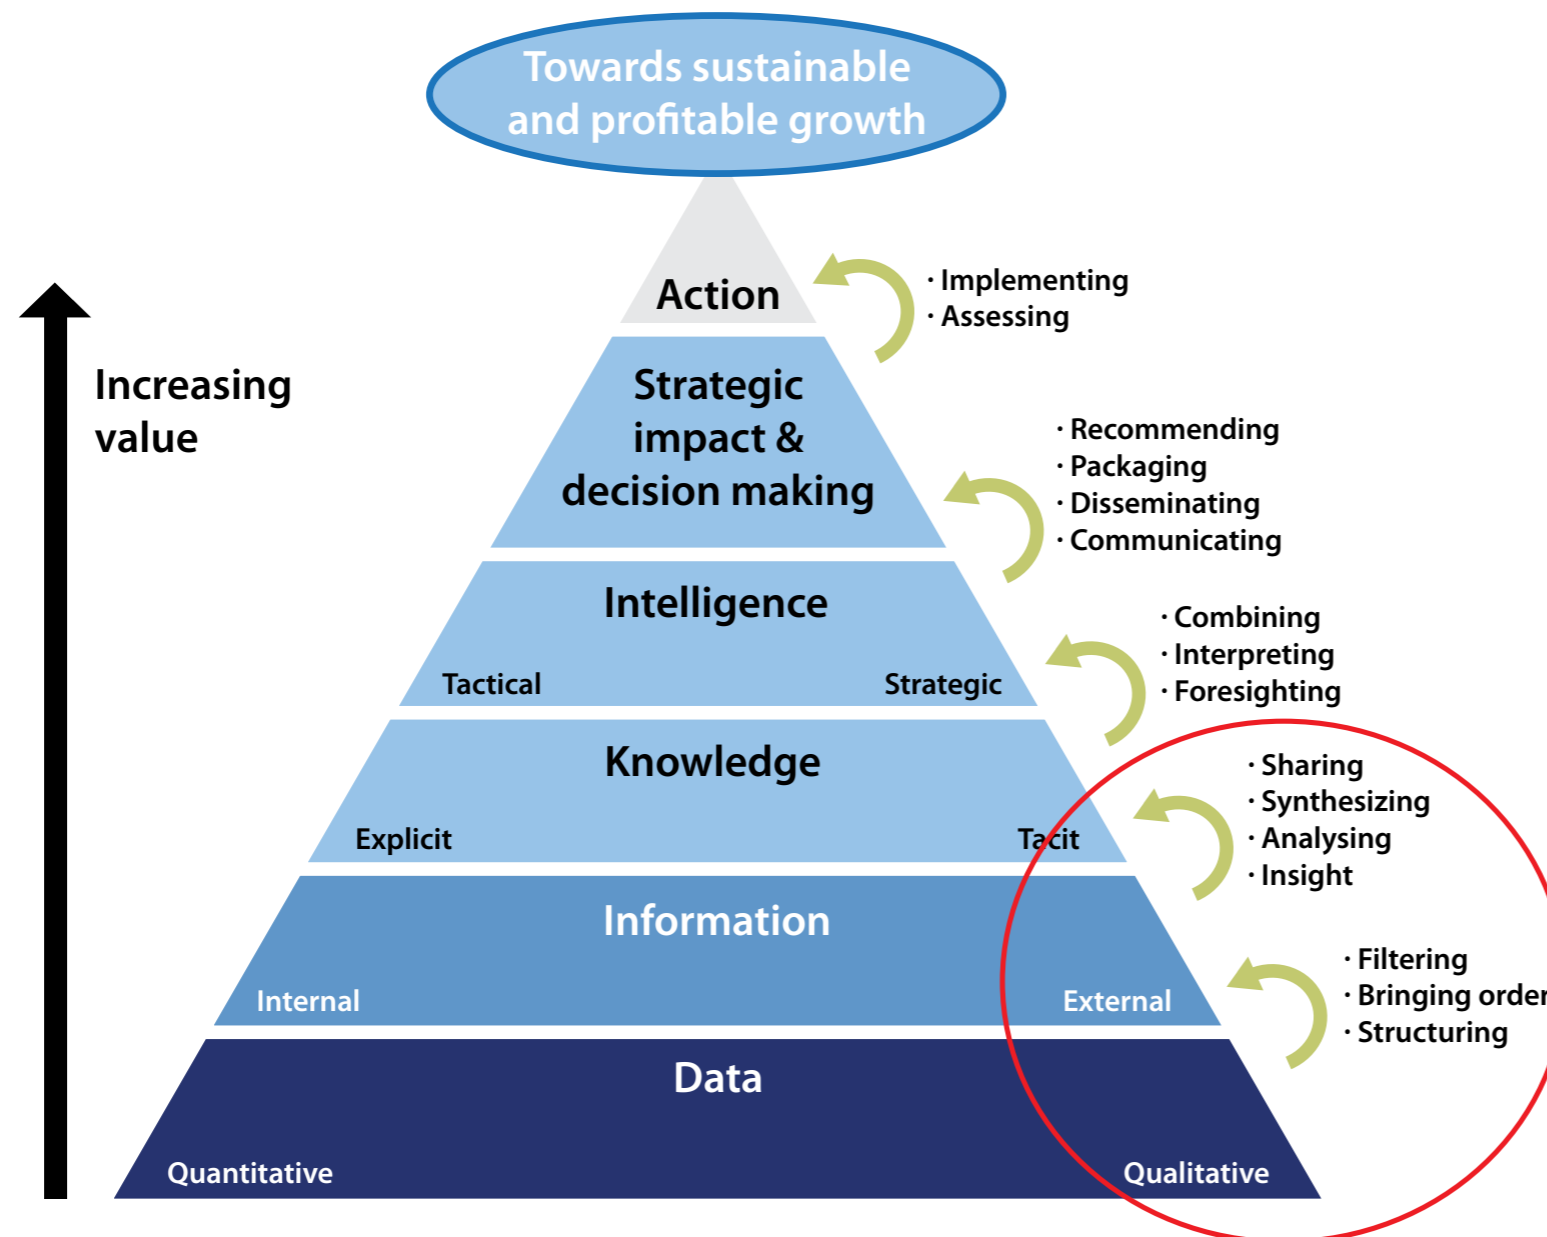 Towards sustainable
and profitable growth
Action
· Implementing
· Assessing
Increasing
value
Strategic
impact &
decision making
· Recommending
· Packaging
· Disseminating
· Communicating
Intelligence
Tactical
Strategic
· Combining
· Interpreting
· Foresighting
Knowledge
Explicit
Tacit
· Sharing
· Synthesizing
· Analysing
· Insight
Information
Internal
External
· Filtering
· Bringing order
· Structuring
Data
Quantitative
Qualitative